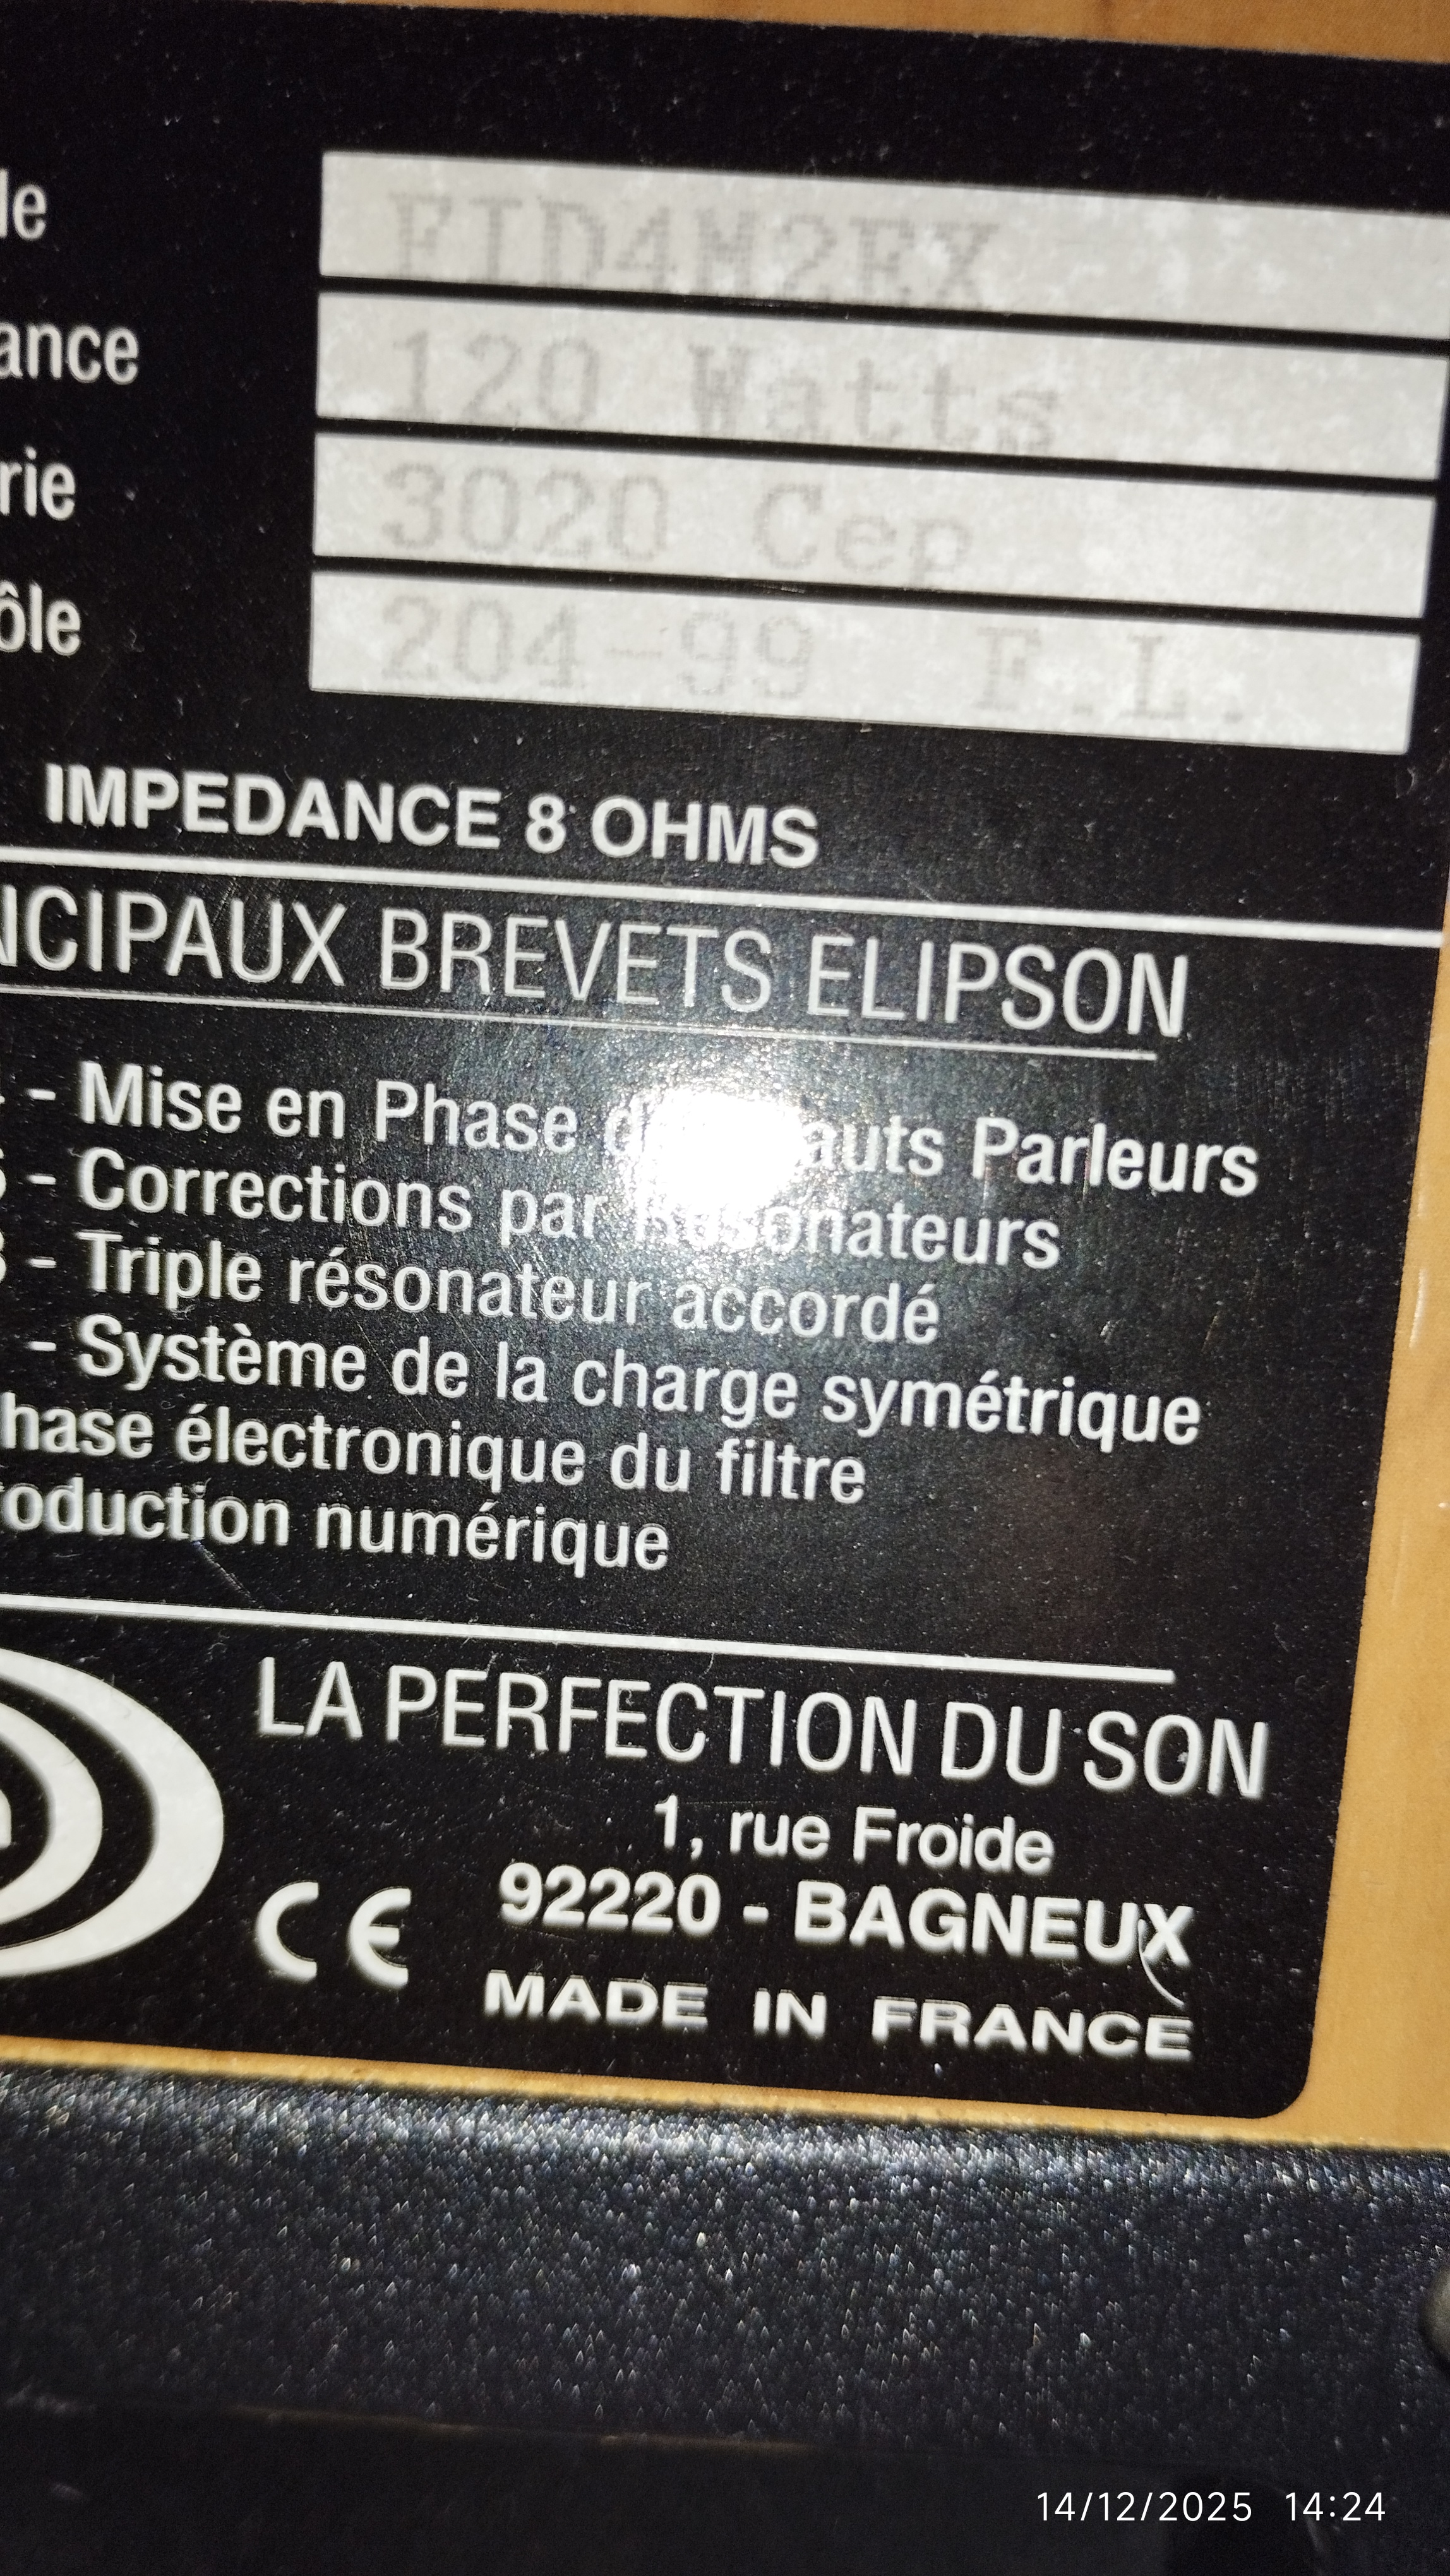 le
FID4M2EX
ance
120 Watts
rie
3020 Cep
ôle
204-99 F.L.
IMPEDANCE 8 OHMS
NCIPAUX BREVETS ELIPSON
- Mise en Phase auts Parleurs
- Corrections par Résonateurs
- Triple résonateur accordé
- Système de la charge symétrique
hase électronique du filtre
oduction numérique
LA PERFECTION DU SON
1, rue Froide
92220 - BAGNEUX
CE
MADE IN FRANCE
14/12/2025 14:24